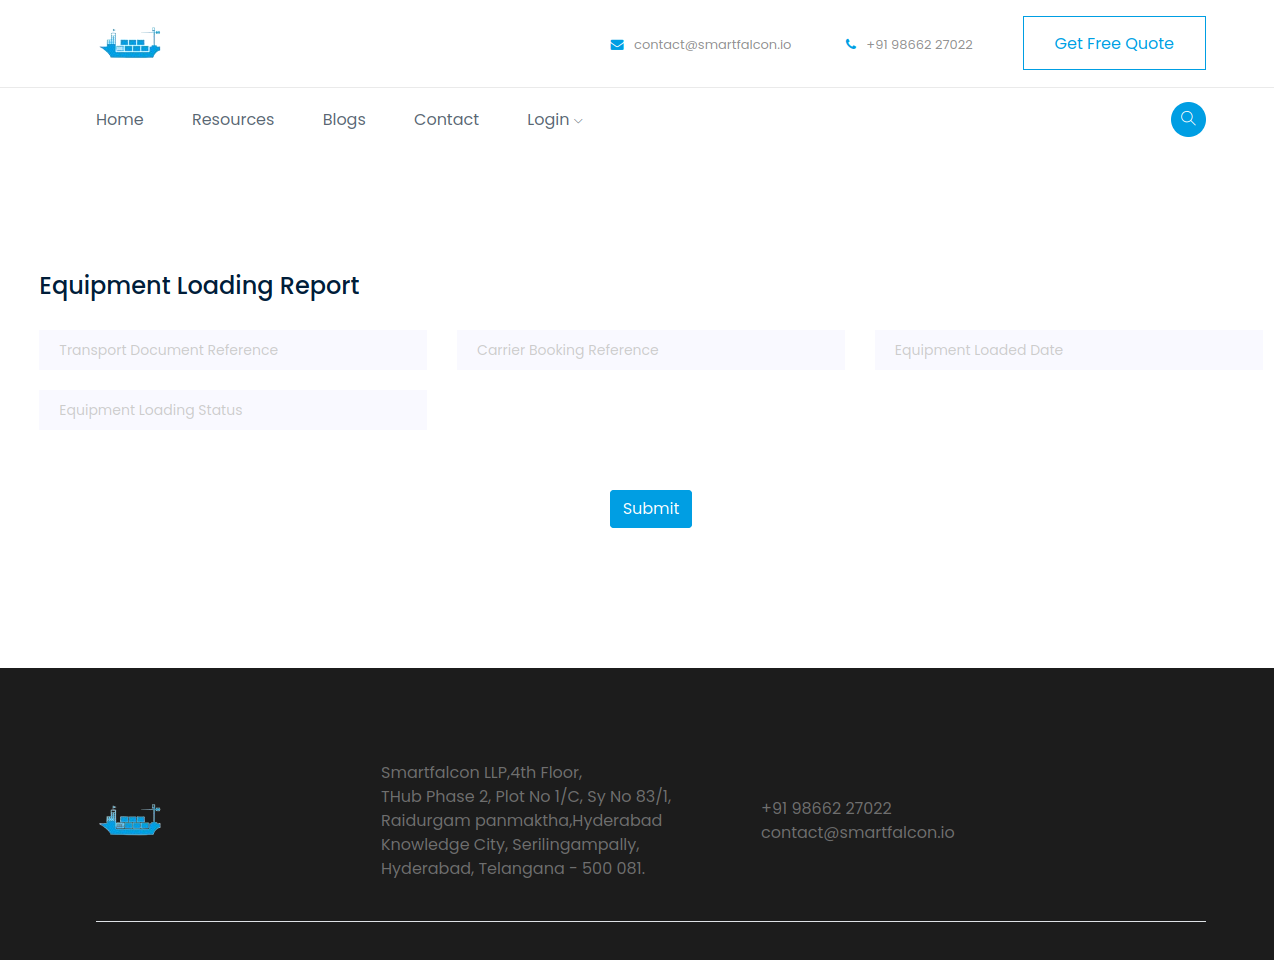 contact@smartfalcon.io
+91 98662 27022
Get Free Quote
Home
Resources
Blogs
Contact
Login
Equipment Loading Report
Transport Document Reference
Carrier Booking Reference
Equipment Loaded Date
Equipment Loading Status
Submit
Smartfalcon LLP,4th Floor,
THub Phase 2, Plot No 1/C, Sy No 83/1,
Raidurgam panmaktha,Hyderabad
Knowledge City, Serilingampally,
Hyderabad, Telangana - 500 081.
+91 98662 27022
contact@smartfalcon.io